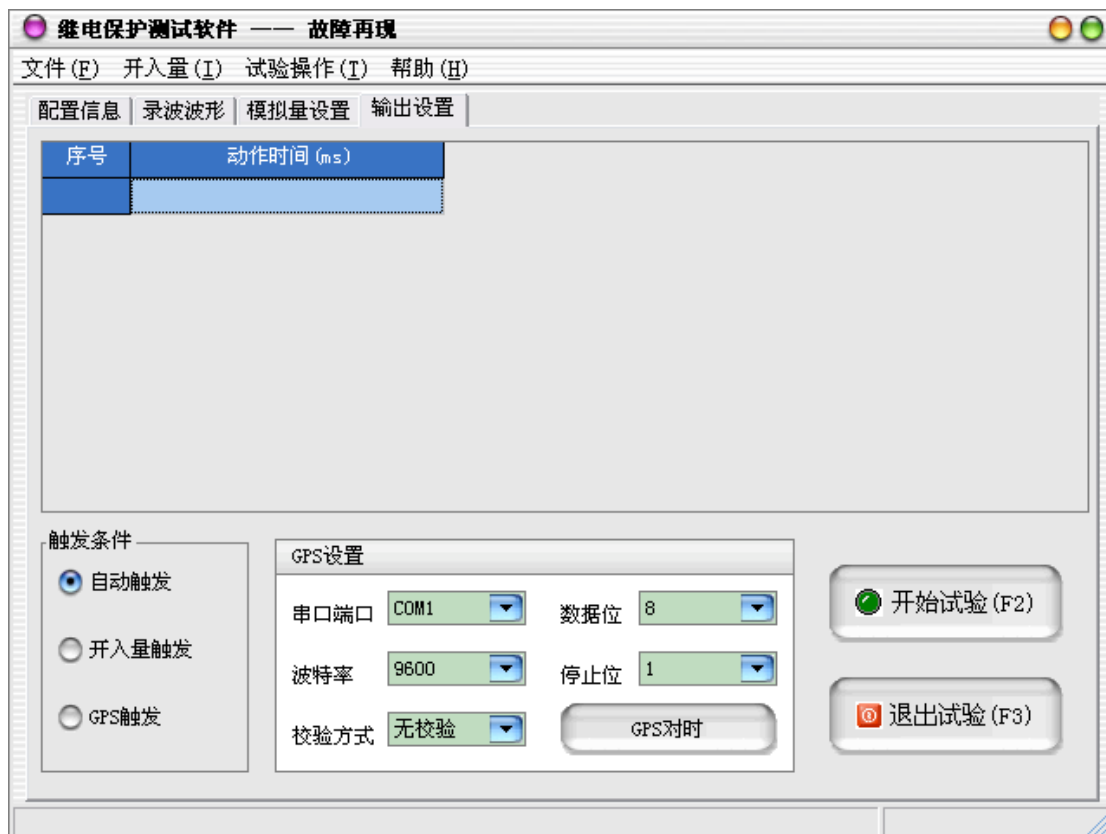 继电保护测试软件 —— 故障再现
文件(F) 开入量(I) 试验操作(T) 帮助(H)
配置信息 录波波形 模拟量设置 输出设置
序号 动作时间(ms)
触发条件
自动触发
开入量触发
GPS触发
GPS设置
串口端口 COM1 数据位 8
波特率 9600 停止位 1
校验方式 无校验 GPS对时
开始试验(F2)
退出试验(F3)